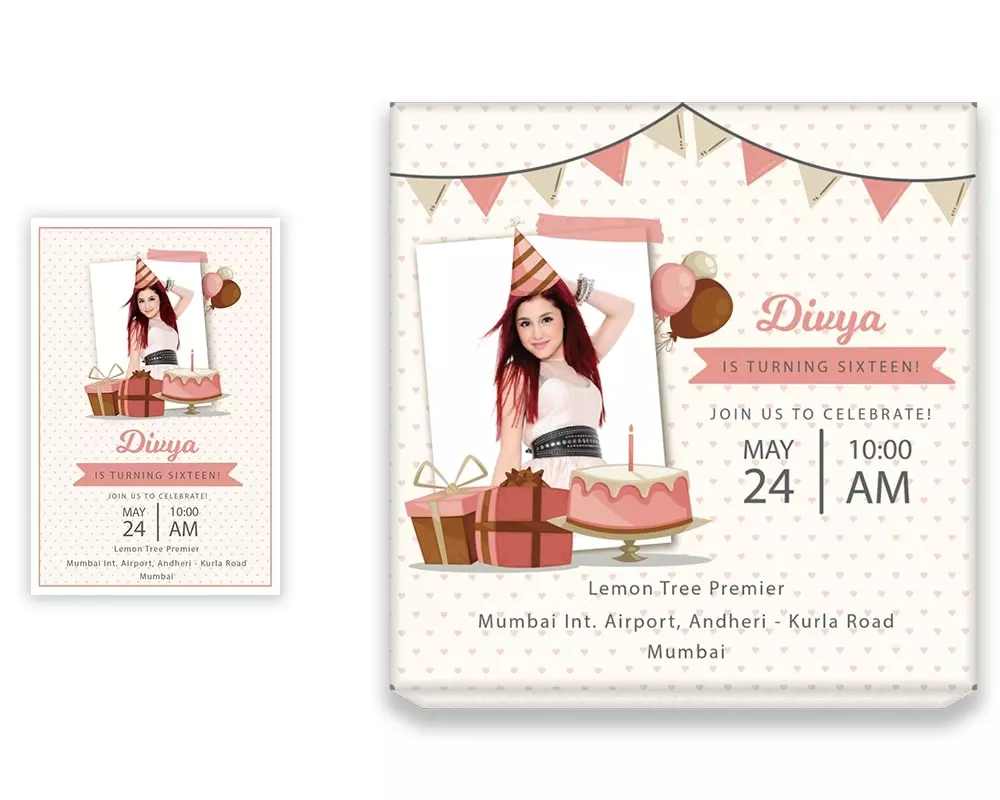 Divya
IS TURNING SIXTEEN!
JOIN US TO CELEBRATE!
MAY 10:00
24 AM
Lemon Tree Premier
Mumbai Int. Airport, Andheri - Kurla Road
Mumbai
Divya
IS TURNING SIXTEEN!
JOIN US TO CELEBRATE!
MAY 10:00
24 AM
Lemon Tree Premier
Mumbai Int. Airport, Andheri - Kurla Road
Mumbai